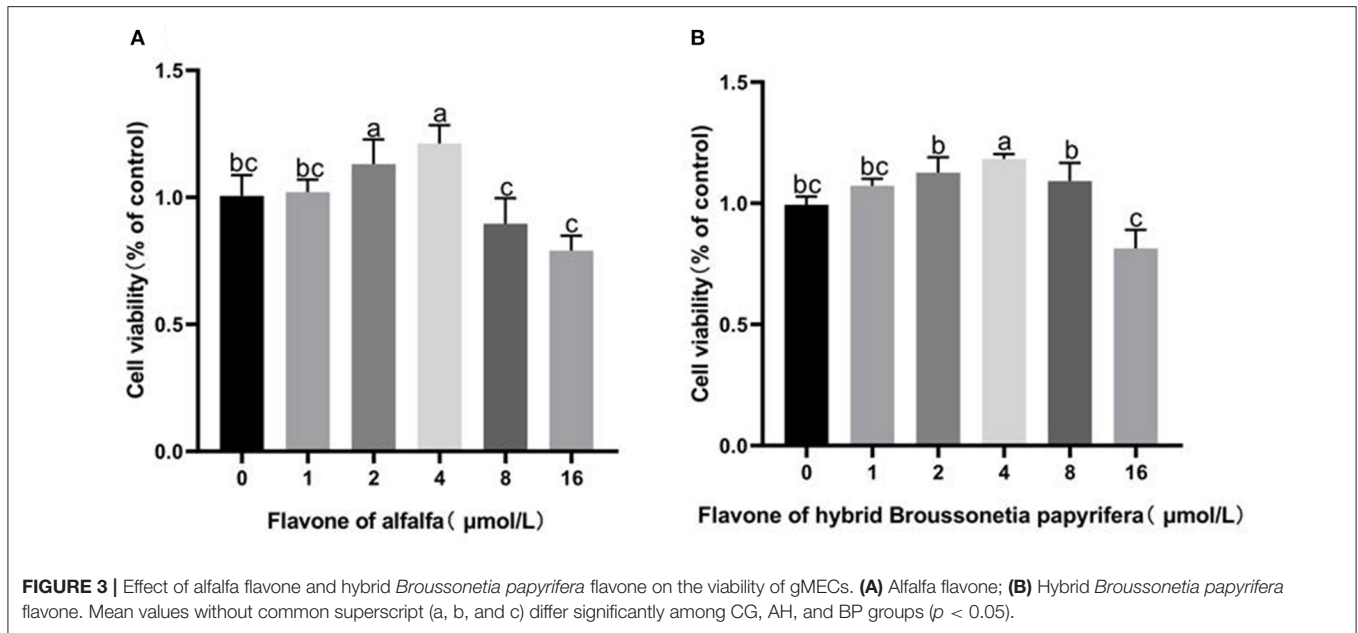 A
1.5
1.0
0.5
0.0
Cell viability(% of control)
bc
bc
a
a
c
c
0
1
2
4
8
16
Flavone of alfalfa( μmol/L)
B
1.5
1.0
0.5
0.0
Cell viability(% of control)
bc
bc
b
a
b
c
0
1
2
4
8
16
Flavone of hybrid Broussonetia papyrifera( μmol/L)
FIGURE 3 | Effect of alfalfa flavone and hybrid Broussonetia papyrifera flavone on the viability of gMECs. (A) Alfalfa flavone; (B) Hybrid Broussonetia papyrifera
flavone. Mean values without common superscript (a, b, and c) differ significantly among CG, AH, and BP groups (p < 0.05).